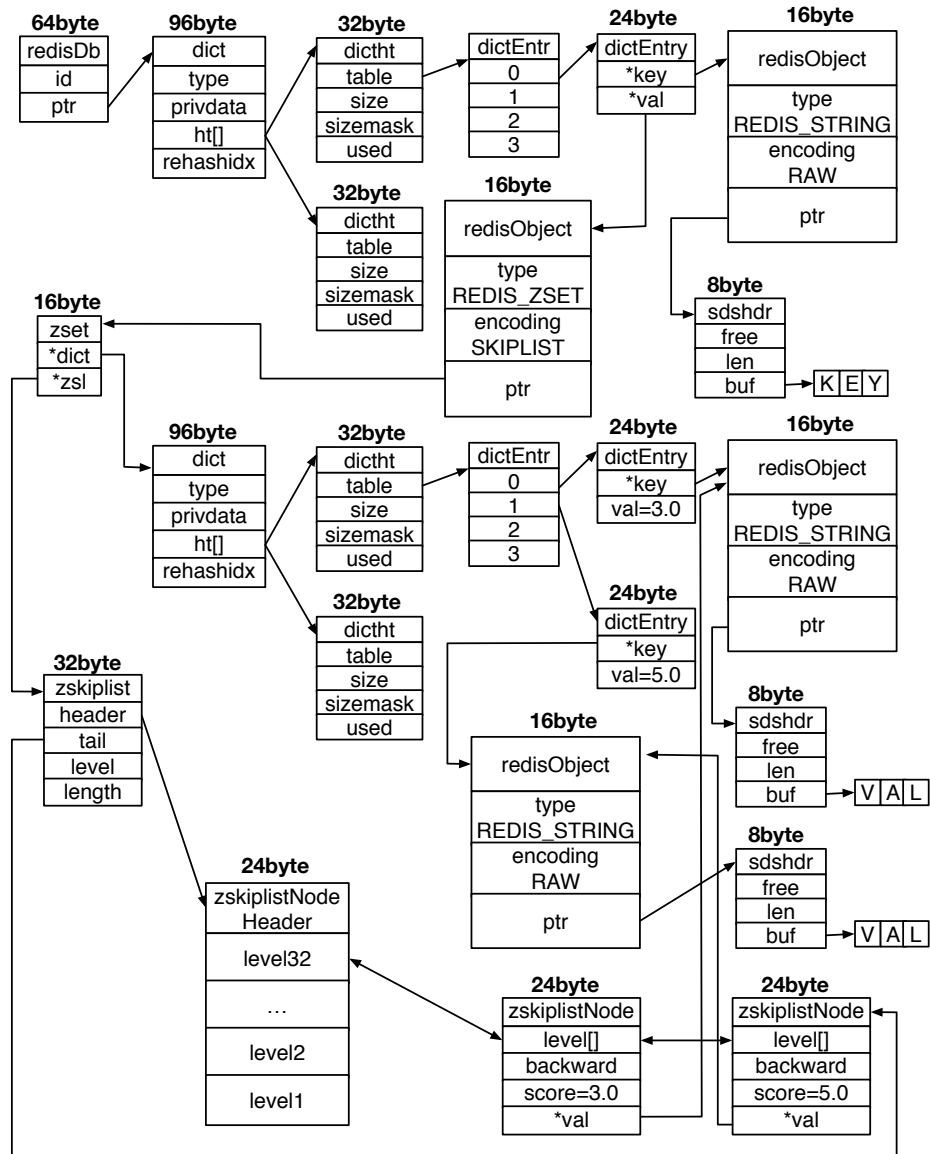 64byte
redisDb
id
ptr
96byte
dict
type
privdata
ht[]
rehashidx
32byte
dictht
table
size
sizemask
used
dictEntr
0
1
2
3
24byte
dictEntry
*key
*val
16byte
redisObject
type
REDIS_STRING
encoding
RAW
ptr
32byte
dictht
table
size
sizemask
used
16byte
redisObject
type
REDIS_ZSET
encoding
SKIPLIST
ptr
8byte
sdshdr
free
len
buf
K E Y
16byte
zset
*dict
*zsl
96byte
dict
type
privdata
ht[]
rehashidx
32byte
dictht
table
size
sizemask
used
dictEntr
0
1
2
3
24byte
dictEntry
*key
val=3.0
16byte
redisObject
type
REDIS_STRING
encoding
RAW
ptr
32byte
dictht
table
size
sizemask
used
24byte
dictEntry
*key
val=5.0
32byte
zskiplist
header
tail
level
length
16byte
redisObject
type
REDIS_STRING
encoding
RAW
ptr
8byte
sdshdr
free
len
buf
V A L
8byte
sdshdr
free
len
buf
V A L
24byte
zskiplistNode
Header
level32
...
level2
level1
24byte
zskiplistNode
level[]
backward
score=3.0
*val
24byte
zskiplistNode
level[]
backward
score=5.0
*val